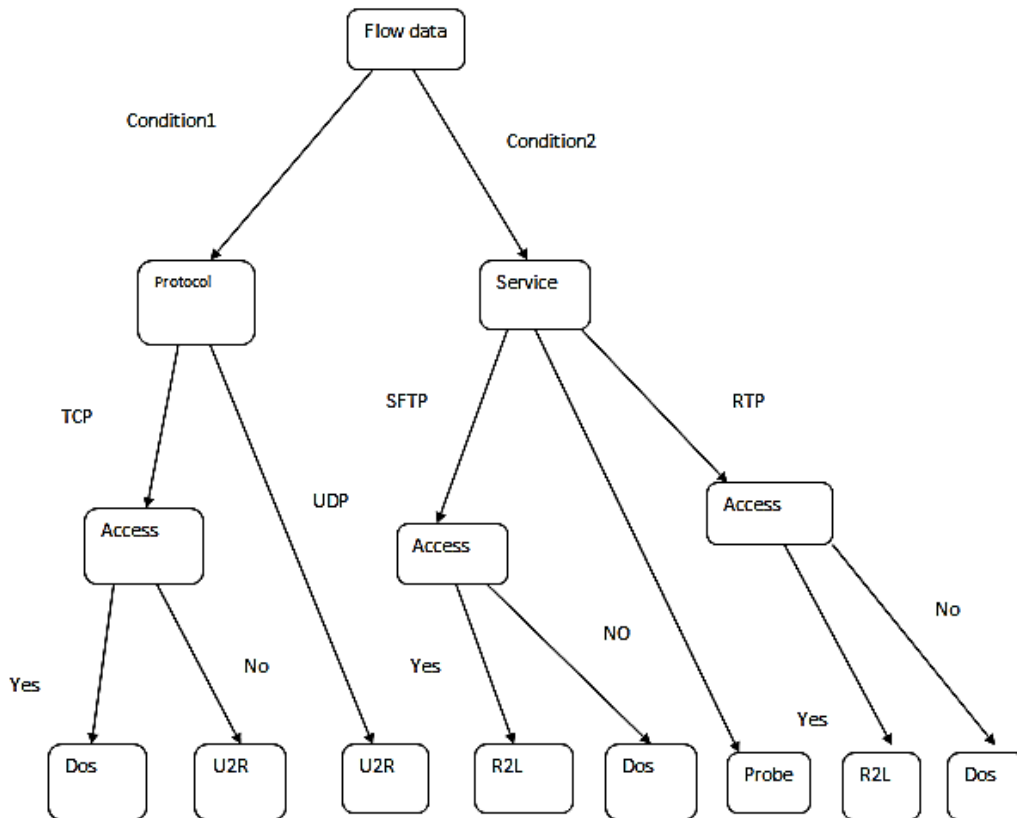 Flow data
Condition1
Condition2
Protocol
Service
TCP
SFTP
RTP
UDP
Access
Access
Access
Yes
No
Yes
NO
Yes
No
Dos
U2R
U2R
R2L
Dos
Probe
R2L
Dos